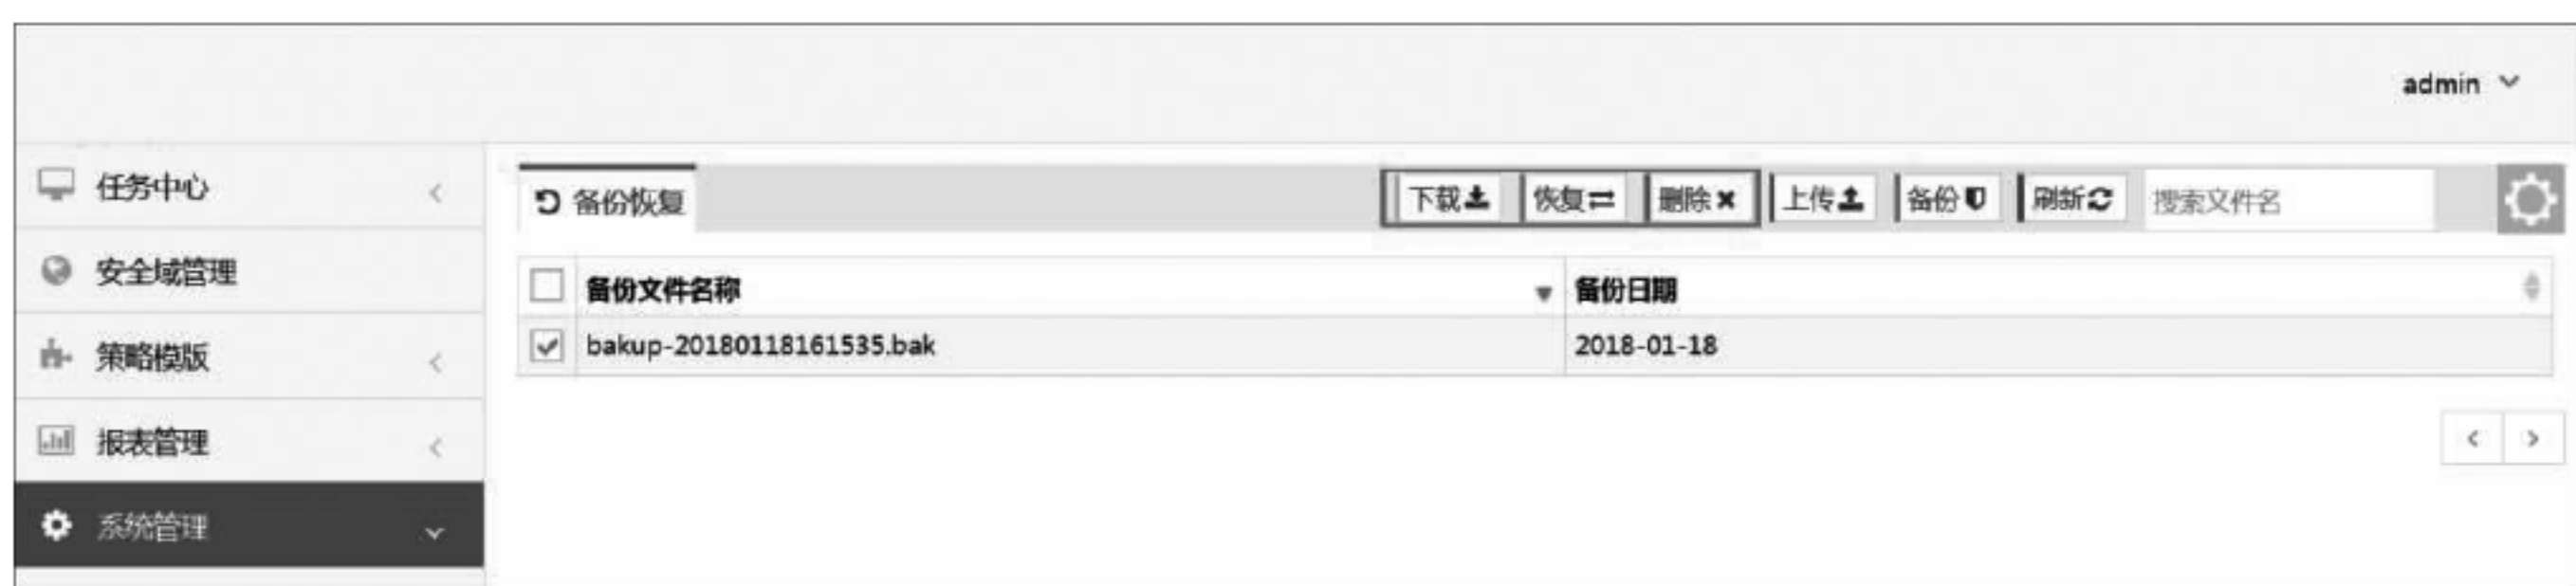 admin
任务中心
安全域管理
策略模版
报表管理
系统管理
备份恢复 下载 恢复 删除 上传 备份 刷新 搜索文件名
备份文件名称 备份日期
bakup-20180118161535.bak 2018-01-18